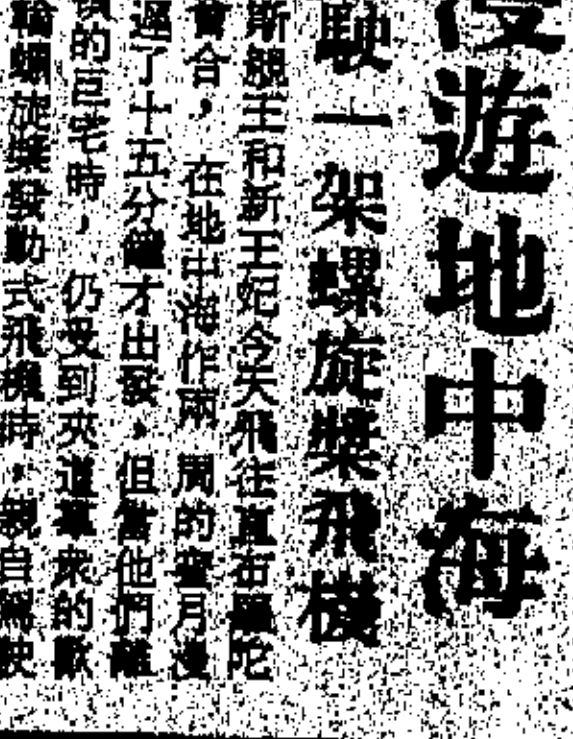 漫遊地中海
駛一架螺旋槳飛機
斯親王和新王妃今天飛往直布羅陀
會合，在地中海作兩周的蜜月漫
遲了十五分鐘才出發，但當他們離
的巨宅時，仍受到夾道羣衆的歡
輪螺旋槳發動式飛機時，親自駕駛